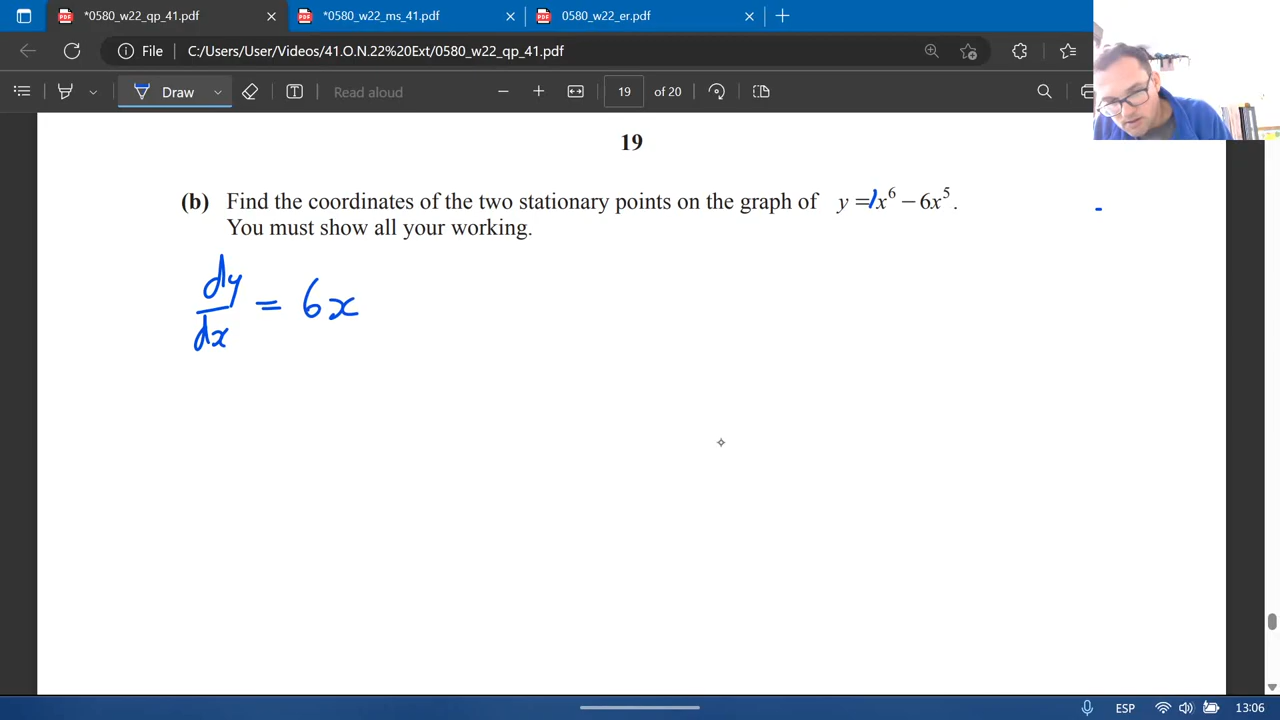 *0580_w22_qp_41.pdf
*0580_w22_ms_41.pdf
0580_w22_er.pdf
File
C:/Users/User/Videos/41.O.N.22%20Ext/0580_w22_qp_41.pdf
Draw
Read aloud
19
of 20
19
(b) Find the coordinates of the two stationary points on the graph of y = 1x⁶ − 6x⁵.
You must show all your working.
dy/dx = 6x
ESP
13:06